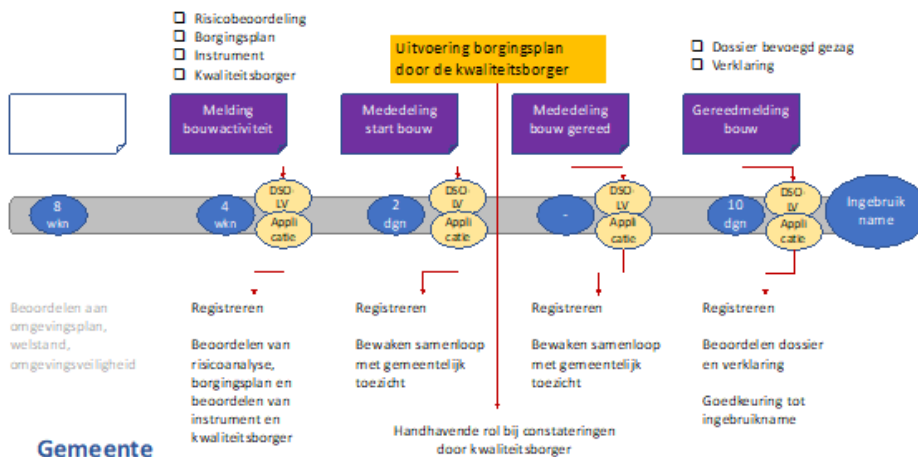 ❑ Risicobeoordeling
❑ Borgingsplan
❑ Instrument
❑ Kwaliteitsborger
Uitvoering borgingsplan
door de kwaliteitsborger
❑ Dossier bevoegd gezag
❑ Verklaring
Melding
bouwactiviteit
Mededeling
start bouw
Mededeling
bouw gereed
Gereedmelding
bouw
8
wkn
4
wkn
DSO-
LV
Appli
catie
2
dgn
DSO-
LV
Appli
catie
-
DSO-
LV
Appli
catie
10
dgn
DSO-
LV
Appli
catie
Ingebruik
name
Beoordelen aan
omgevingsplan,
welstand,
omgevingsveiligheid
Registreren
Beoordelen van
risicoanalyse,
borgingsplan en
beoordelen van
instrument en
kwaliteitsborger
Registreren
Bewaken samenloop
met gemeentelijk
toezicht
Registreren
Bewaken samenloop
met gemeentelijk
toezicht
Registreren
Beoordelen dossier
en verklaring
Goedkeuring tot
ingebruikname
Handhavende rol bij constateringen
door kwaliteitsborger
Gemeente